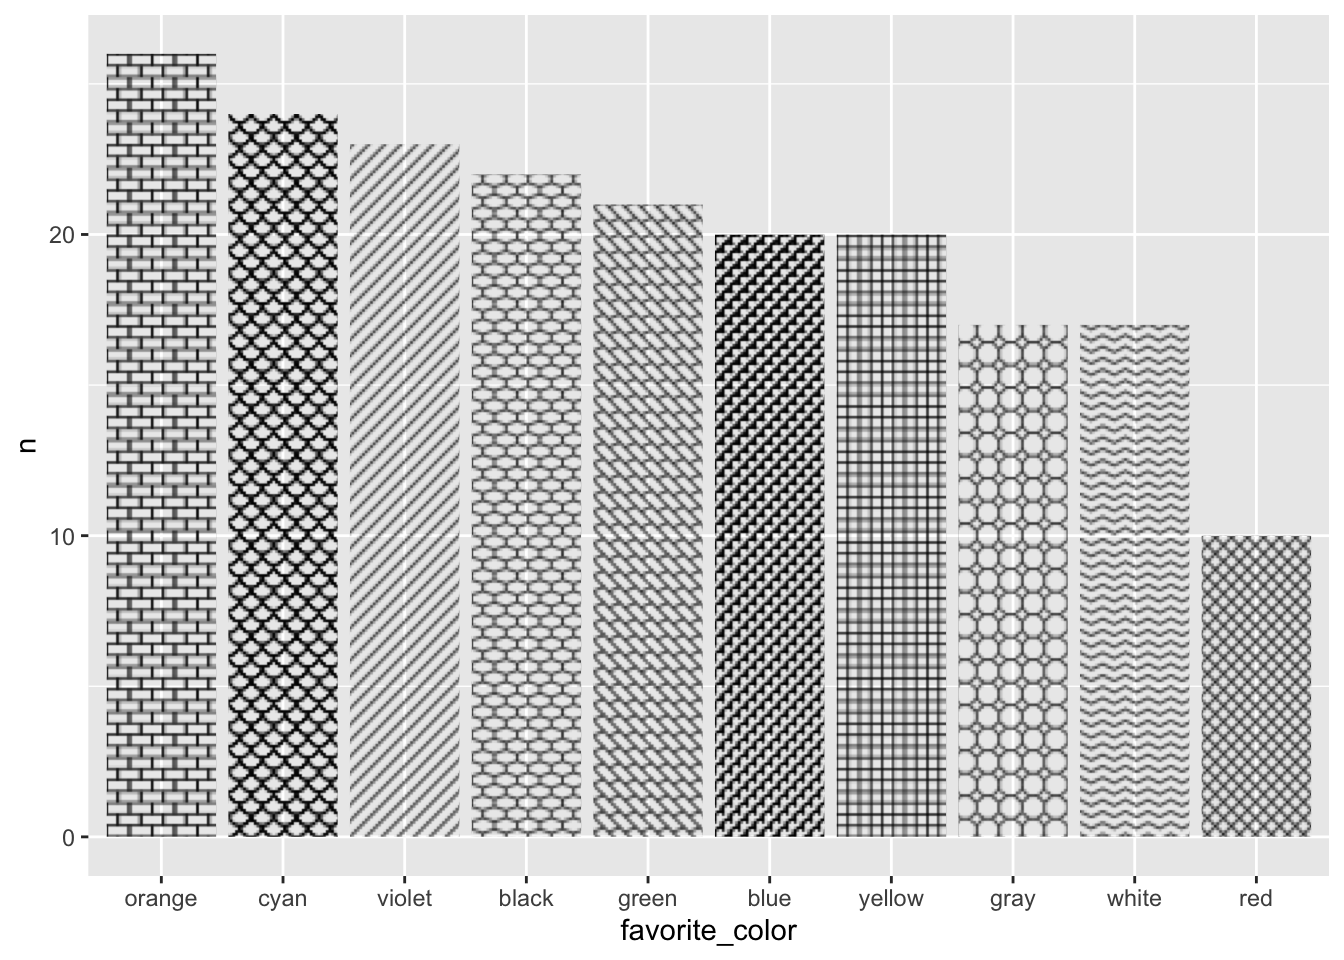 n
20
10
0
orange cyan violet black green blue yellow gray white red
favorite_color